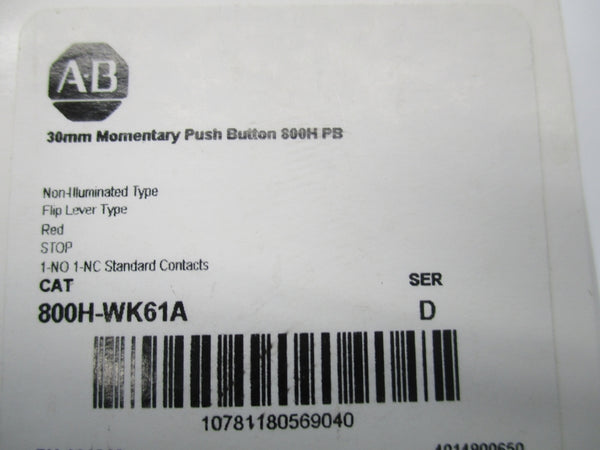 A-B
30mm Momentary Push Button 800H PB
Non-Illuminated Type
Flip Lever Type
Red
STOP
1-NO 1-NC Standard Contacts
CAT SER
800H-WK61A D
10781180569040